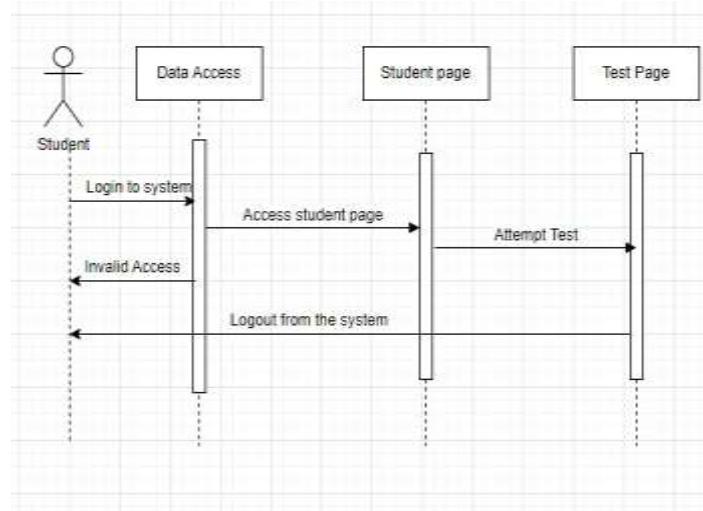 Data Access
Student page
Test Page
Student
Login to system
Access student page
Attempt Test
Invalid Access
Logout from the system